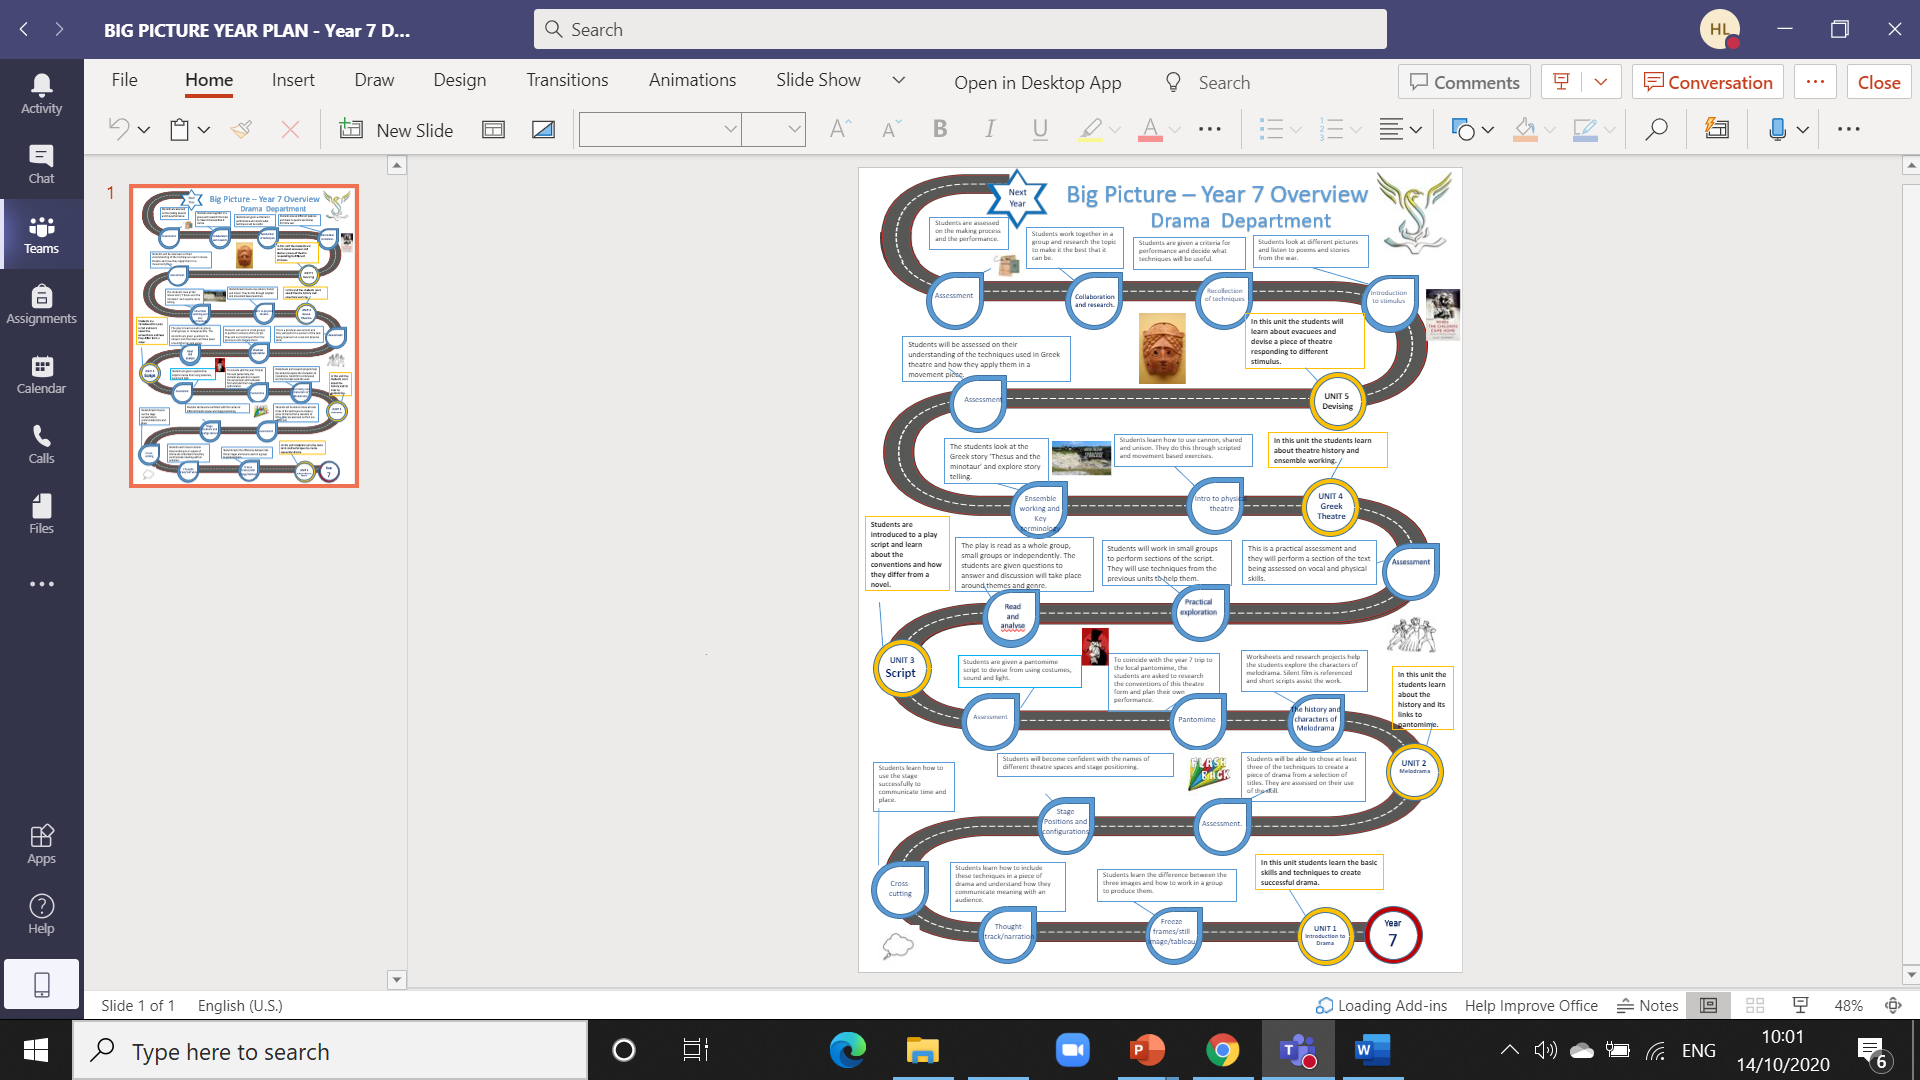 BIG PICTURE YEAR PLAN - Year 7 D...
Search
HL
File
Home
Insert
Draw
Design
Transitions
Animations
Slide Show
Open in Desktop App
Search
Comments
Conversation
Close
New Slide
Activity
Chat
Teams
Assignments
Calendar
Calls
Files
Apps
Help
1
Big Picture – Year 7 Overview
Drama Department
Next
Year
Students are assessed
on the making process
and the performance.
Students work together in a
group and research the topic
to make it the best that it
can be.
Students are given a criteria for
performance and decide what
techniques will be useful.
Students look at different pictures
and listen to poems and stories
from the war.
Assessment
Collaboration
and research.
Recollection
of techniques
Introduction
to stimulus
In this unit the students will
learn about evacuees and
devise a piece of theatre
responding to different
stimulus.
Students will be assessed on their
understanding of the techniques used in Greek
theatre and how they apply them in a
movement piece.
Assessment
UNIT 5
Devising
The students look at the
Greek story 'Thesus and the
minotaur' and explore story
telling.
Students learn how to use cannon, shared
and unison. They do this through scripted
and movement based exercises.
In this unit the students learn
about theatre history and
ensemble working.
Ensemble
working and
Key
terminology
Intro to physical
theatre
UNIT 4
Greek
Theatre
Students are
introduced to a play
script and learn
about the
conventions and how
they differ from a
novel.
The play is read as a whole group,
small groups or independently. The
students are given questions to
answer and discussion will take place
around themes and genre.
Students will work in small groups
to perform sections of the script.
They will use techniques from the
previous units to help them.
This is a practical assessment and
they will perform a section of the text
being assessed on vocal and physical
skills.
Assessment
Read
and
analyse
Practical
exploration
UNIT 3
Script
Students are given a pantomime
script to devise from using costumes,
sound and light.
To coincide with the year 7 trip to
the local pantomime, the
students are asked to research
the conventions of this theatre
form and plan their own
performance.
Worksheets and research projects help
the students explore the characters of
melodrama. Silent film is referenced
and short scripts assist the work.
In this unit the
students learn
about the
history and its
links to
pantomime.
Assessment
Pantomime
The history and
characters of
Melodrama
UNIT 2
Melodrama
Students learn how to
use the stage
successfully to
communicate time and
place.
Students will become confident with the names of
different theatre spaces and stage positioning.
FLASH
BACK
Students will be able to chose at least
three of the techniques to create a
piece of drama from a selection of
titles. They are assessed on their use
of the skill.
Stage
Positions and
configurations
Assessment.
Cross
cutting
Students learn how to include
these techniques in a piece of
drama and understand how they
communicate meaning with an
audience.
Students learn the difference between the
three images and how to work in a group
to produce them.
In this unit students learn the basic
skills and techniques to create
successful drama.
Thought
track/narration
Freeze
frames/still
image/tableau
UNIT 1
Introduction to
Drama
Year
7
Slide 1 of 1
English (U.S.)
Loading Add-ins
Help Improve Office
Notes
48%
Type here to search
ENG
10:01
14/10/2020
6